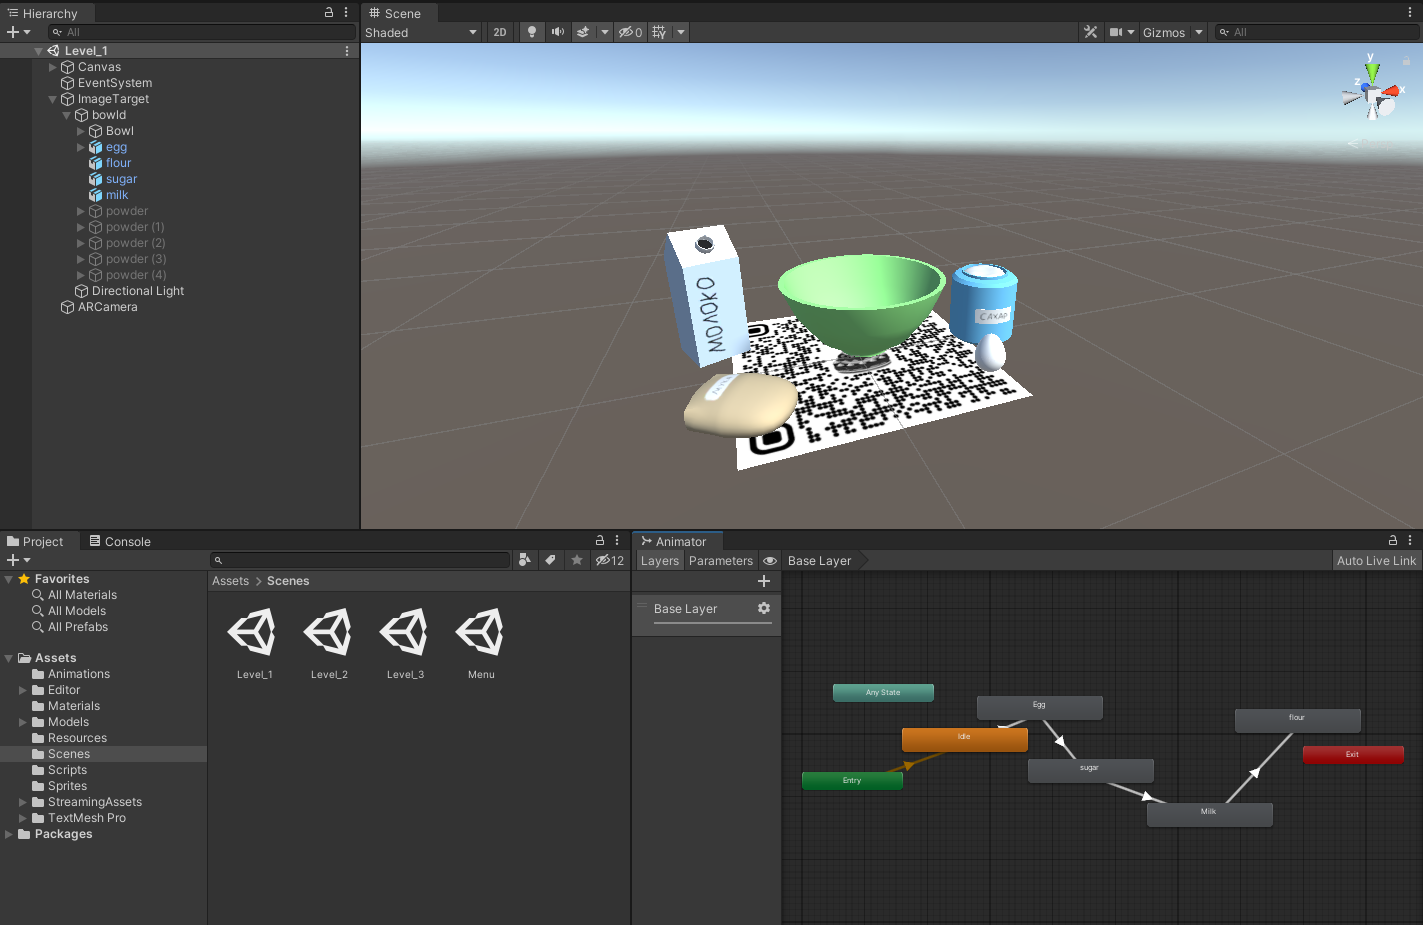 Hierarchy
All
Level_1
Canvas
EventSystem
ImageTarget
bowld
Bowl
egg
flour
sugar
milk
powder
powder (1)
powder (2)
powder (3)
powder (4)
Directional Light
ARCamera
Scene
Shaded
2D
0
Gizmos
All
y
z
x
МОЛОКО
САХАР
Project
Console
12
Favorites
All Materials
All Models
All Prefabs
Assets
Animations
Editor
Materials
Models
Resources
Scenes
Scripts
Sprites
StreamingAssets
TextMesh Pro
Packages
Assets > Scenes
Level_1
Level_2
Level_3
Menu
Animator
Layers
Parameters
Base Layer
Auto Live Link
Base Layer
Any State
Egg
flour
Idle
Exit
sugar
Entry
Milk